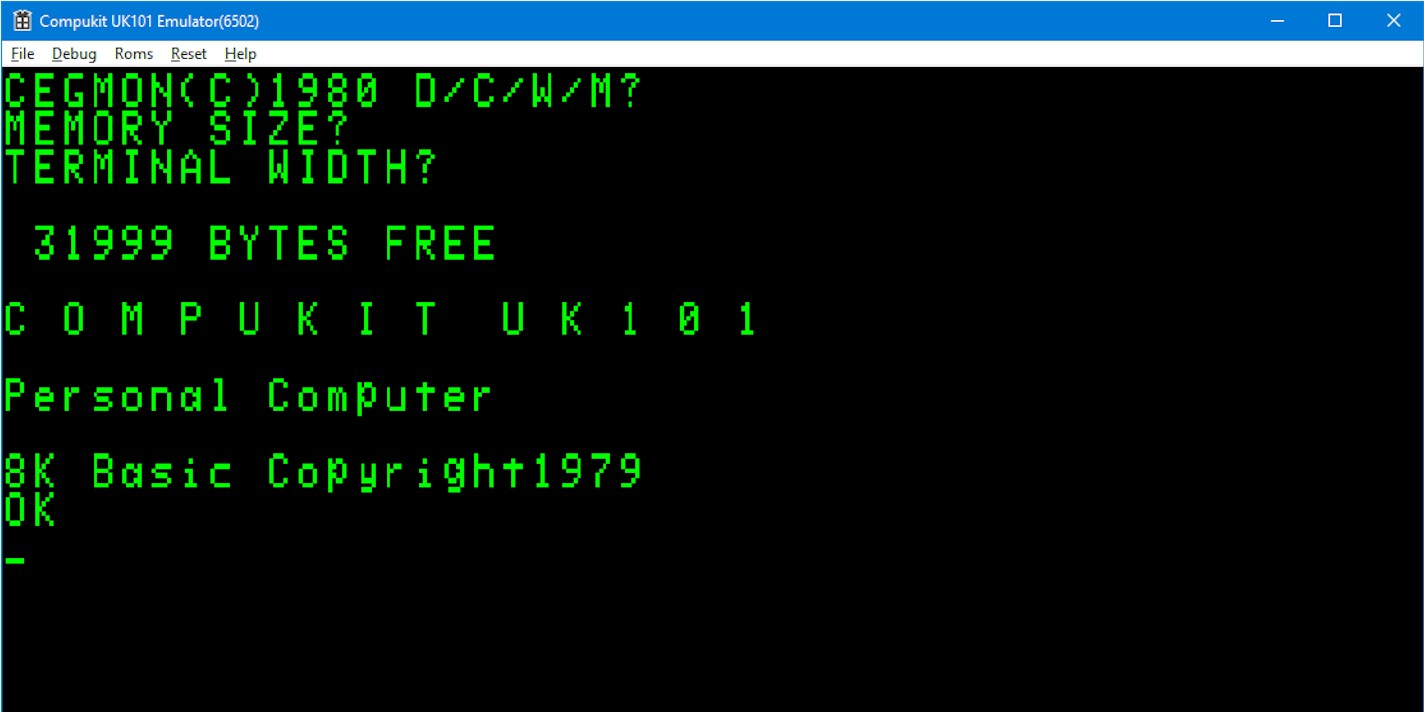 Compukit UK101 Emulator(6502)
File Debug Roms Reset Help
CEGMON(C)1980 D/C/W/M?
MEMORY SIZE?
TERMINAL WIDTH?
31999 BYTES FREE
C O M P U K I T  U K 1 0 1
Personal Computer
8K Basic Copyright1979
OK
_